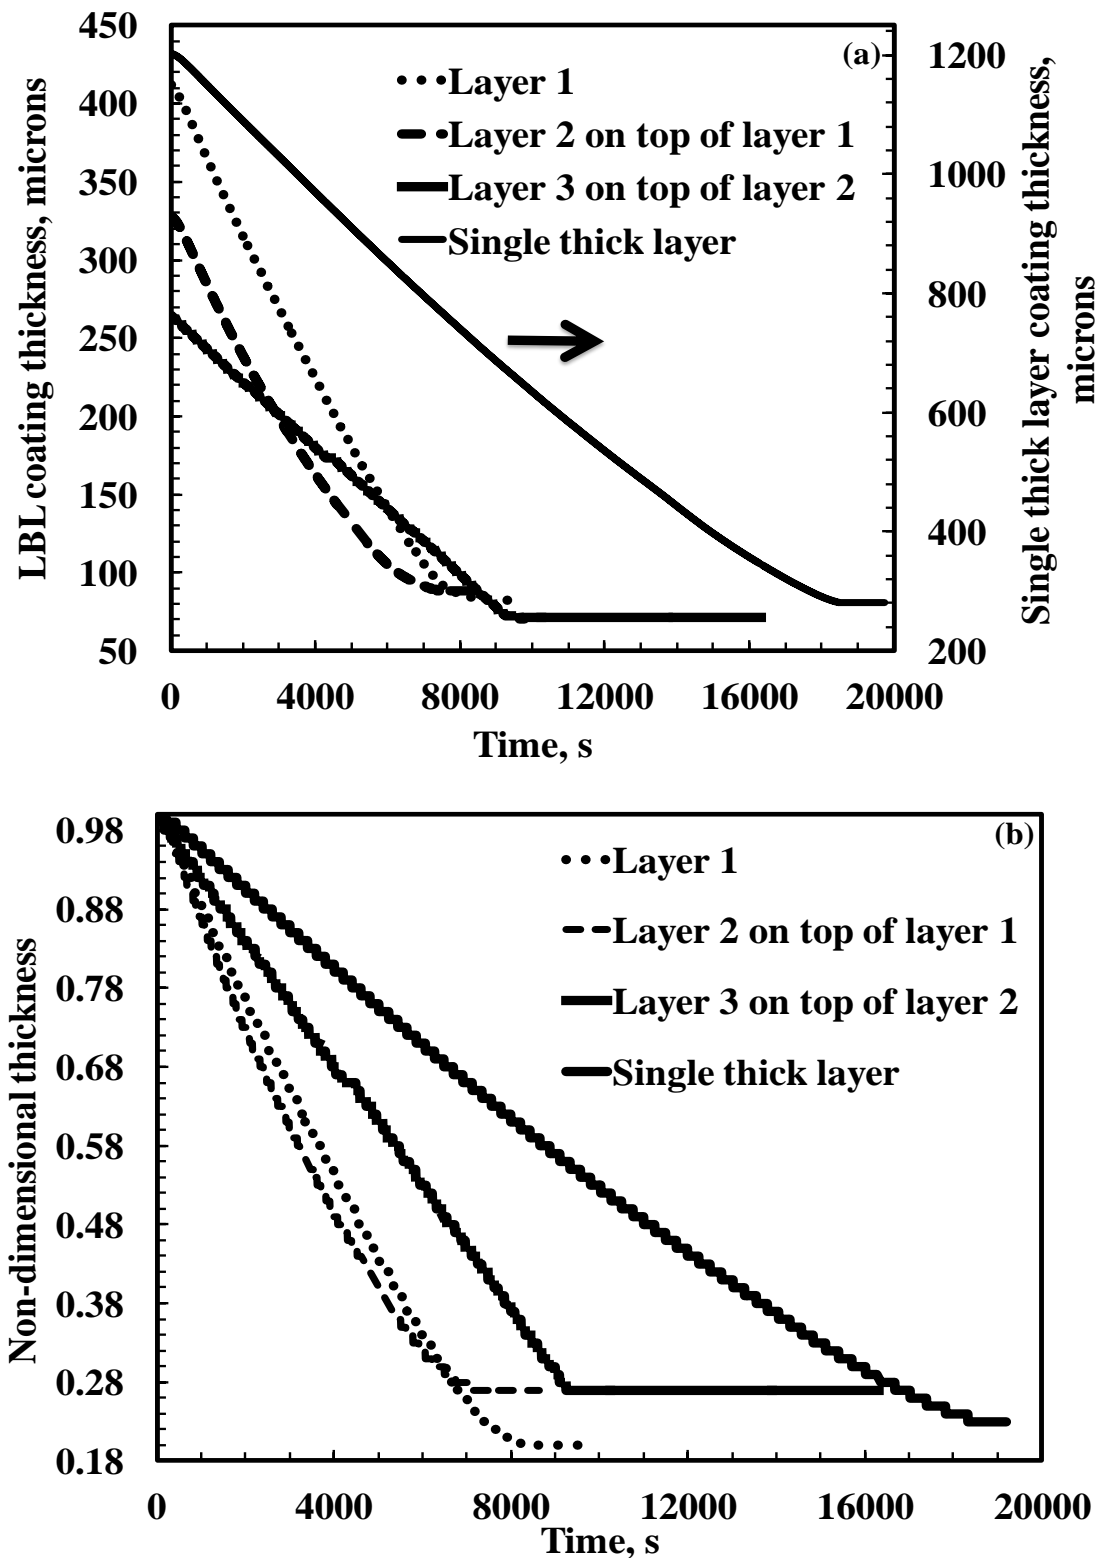 450
400
350
300
250
200
150
100
50
LBL coating thickness, microns
(a)
Layer 1
Layer 2 on top of layer 1
Layer 3 on top of layer 2
Single thick layer
1200
1000
800
600
400
200
Single thick layer coating thickness,
microns
0 4000 8000 12000 16000 20000
Time, s
0.98
0.88
0.78
0.68
0.58
0.48
0.38
0.28
0.18
Non-dimensional thickness
(b)
Layer 1
Layer 2 on top of layer 1
Layer 3 on top of layer 2
Single thick layer
0 4000 8000 12000 16000 20000
Time, s